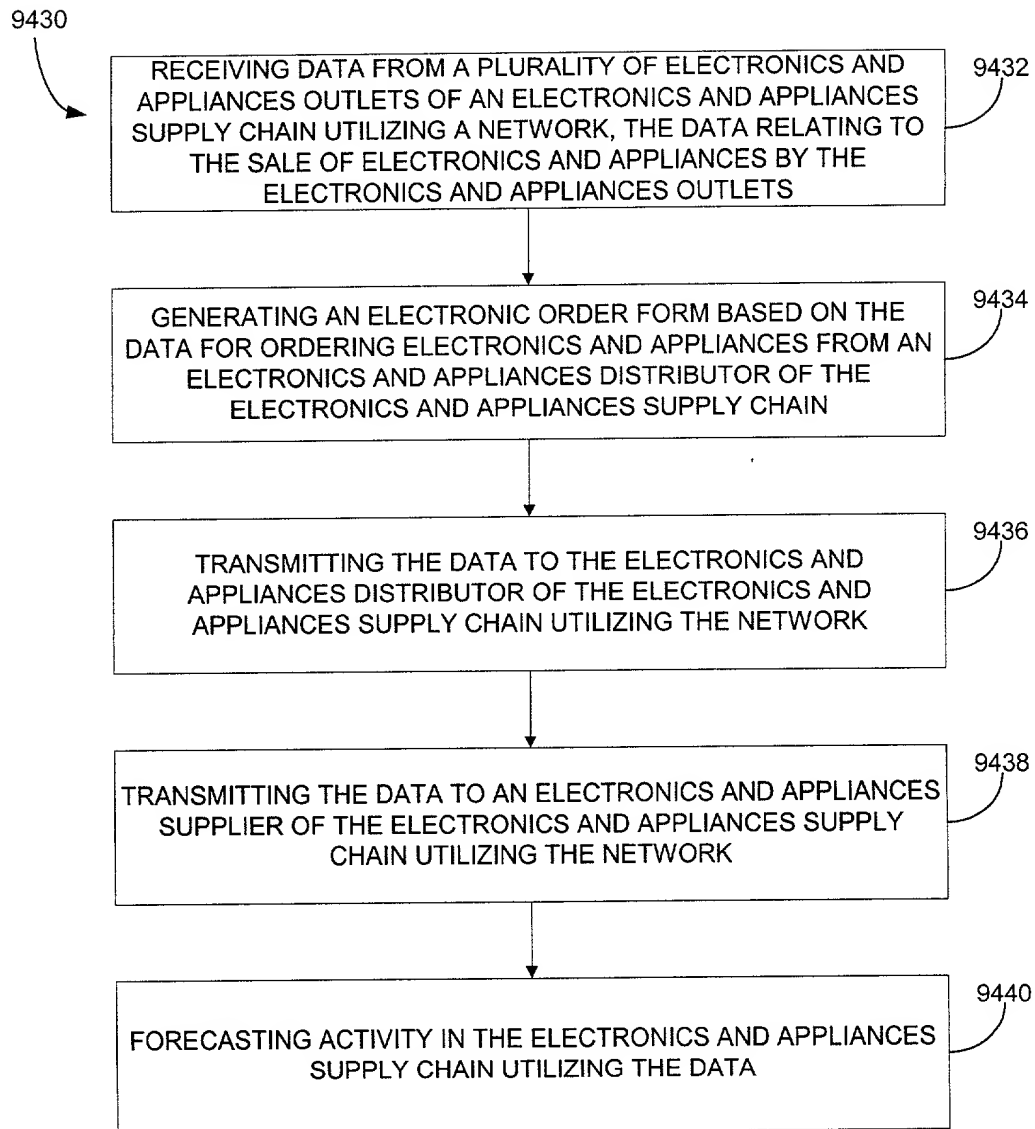 9430
RECEIVING DATA FROM A PLURALITY OF ELECTRONICS AND
APPLIANCES OUTLETS OF AN ELECTRONICS AND APPLIANCES
SUPPLY CHAIN UTILIZING A NETWORK, THE DATA RELATING TO
THE SALE OF ELECTRONICS AND APPLIANCES BY THE
ELECTRONICS AND APPLIANCES OUTLETS
9432
GENERATING AN ELECTRONIC ORDER FORM BASED ON THE
DATA FOR ORDERING ELECTRONICS AND APPLIANCES FROM AN
ELECTRONICS AND APPLIANCES DISTRIBUTOR OF THE
ELECTRONICS AND APPLIANCES SUPPLY CHAIN
9434
TRANSMITTING THE DATA TO THE ELECTRONICS AND
APPLIANCES DISTRIBUTOR OF THE ELECTRONICS AND
APPLIANCES SUPPLY CHAIN UTILIZING THE NETWORK
9436
TRANSMITTING THE DATA TO AN ELECTRONICS AND APPLIANCES
SUPPLIER OF THE ELECTRONICS AND APPLIANCES SUPPLY
CHAIN UTILIZING THE NETWORK
9438
FORECASTING ACTIVITY IN THE ELECTRONICS AND APPLIANCES
SUPPLY CHAIN UTILIZING THE DATA
9440